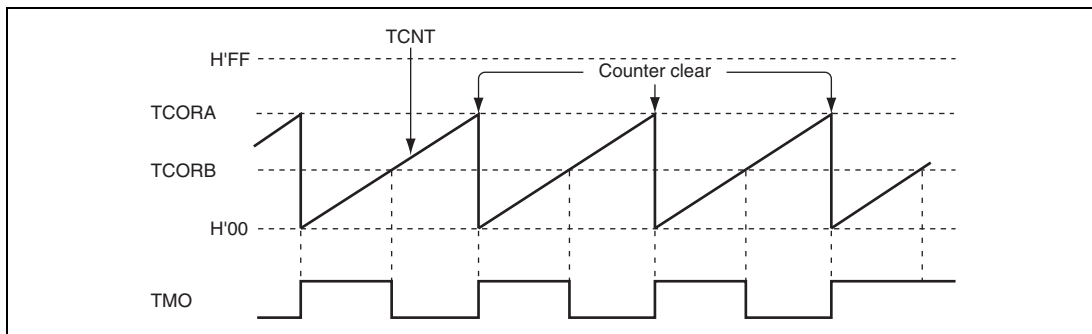 TCNT
H'FF
Counter clear
TCORA
TCORB
H'00
TMO